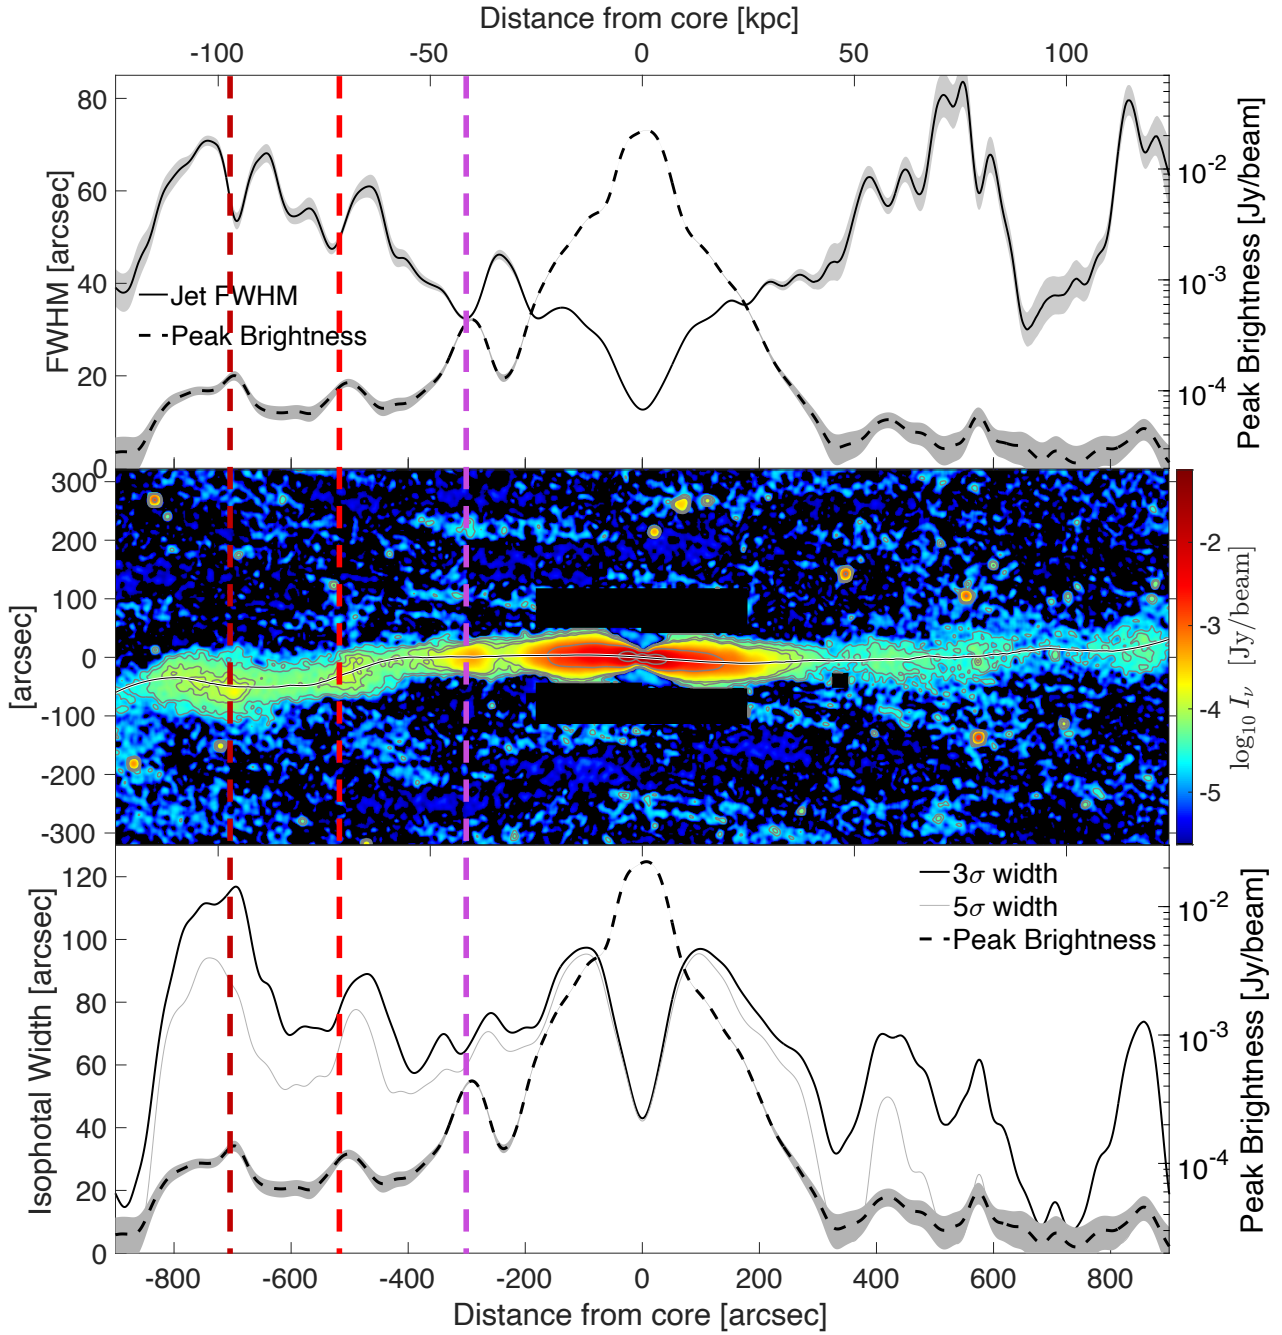 Distance from core [kpc]
-100 -50 0 50 100
80
60
40
20
0
FWHM [arcsec]
Jet FWHM
Peak Brightness
10-2
10-3
10-4
Peak Brightness [Jy/beam]
300
200
100
0
-100
-200
-300
[arcsec]
-2
-3
-4
-5
log10 Iν [Jy/beam]
120
100
80
60
40
20
0
Isophotal Width [arcsec]
3σ width
5σ width
Peak Brightness
10-2
10-3
10-4
Peak Brightness [Jy/beam]
-800 -600 -400 -200 0 200 400 600 800
Distance from core [arcsec]